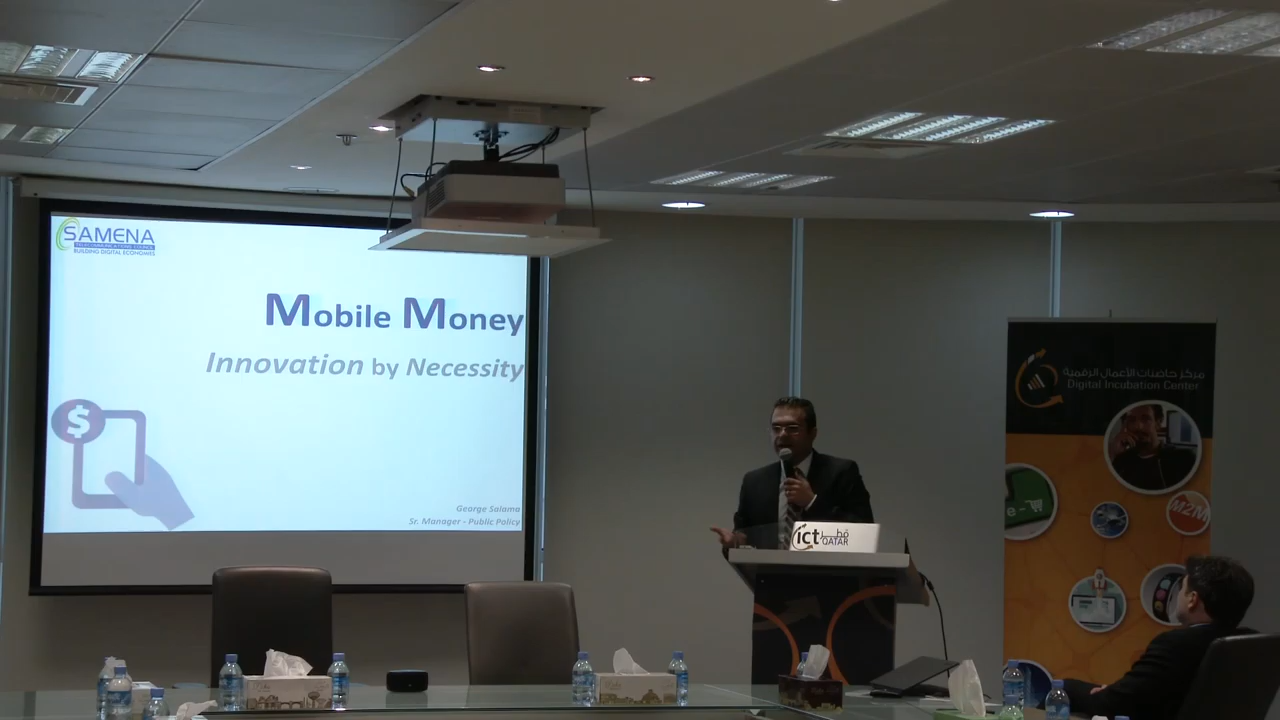 SAMENA
TELECOMMUNICATIONS COUNCIL
BUILDING DIGITAL ECONOMIES
Mobile Money
Innovation by Necessity
$
George Salama
Sr. Manager - Public Policy
مركز حاضنات الأعمال الرقمية
Digital Incubation Center
e-
M2M
ict QATAR